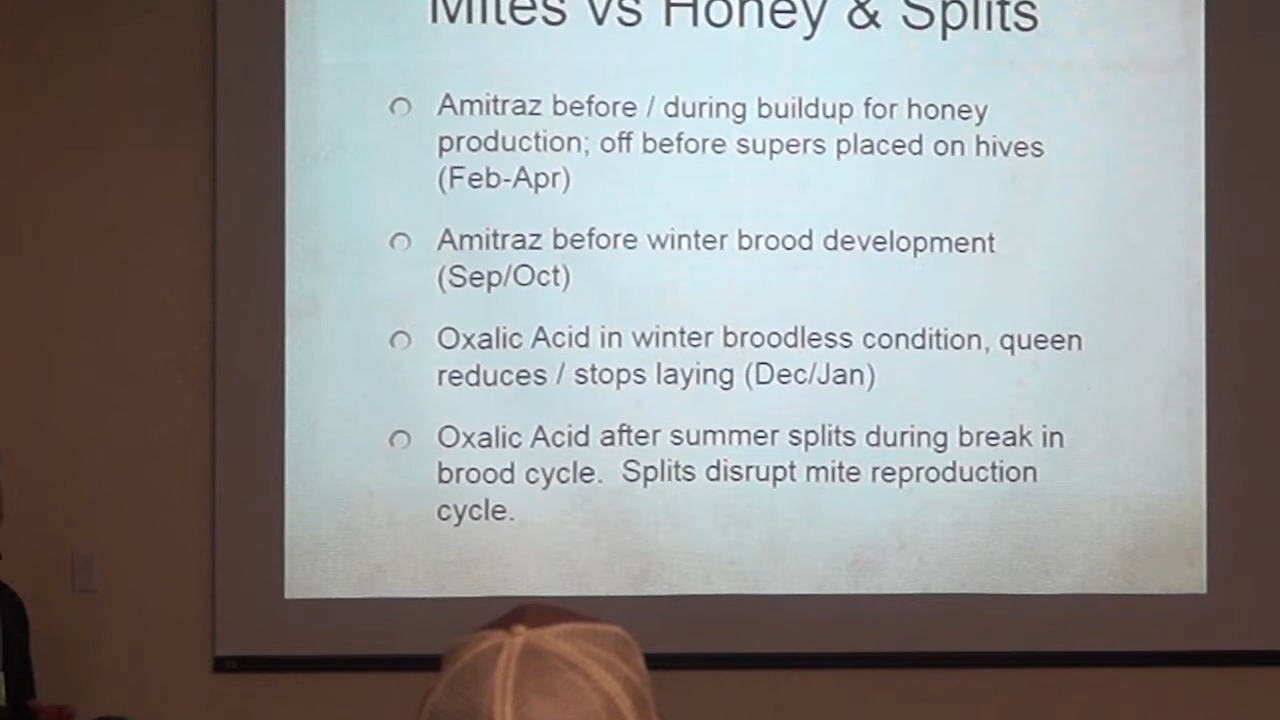 Mites vs Honey & Splits
Amitraz before / during buildup for honey
production; off before supers placed on hives
(Feb-Apr)
Amitraz before winter brood development
(Sep/Oct)
Oxalic Acid in winter broodless condition, queen
reduces / stops laying (Dec/Jan)
Oxalic Acid after summer splits during break in
brood cycle.  Splits disrupt mite reproduction
cycle.